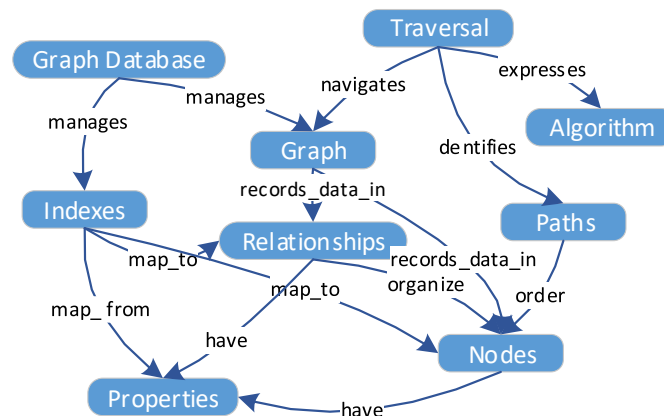 Traversal
Graph Database
expresses
navigates
manages
manages
Algorithm
dentifies
Graph
records_data_in
Indexes
Paths
Relationships
map_to
records_data_in
organize
map_to
map_from
order
have
Nodes
Properties
have